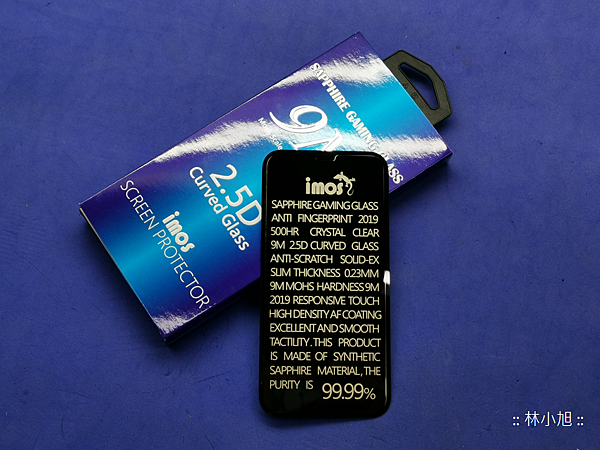 SAPPHIRE GAMING GLASS
9M
2.5D
Curved Glass
imos
SCREEN PROTECTOR
imos
SAPPHIRE GAMING GLASS
ANTI FINGERPRINT 2019
500HR CRYSTAL CLEAR
9M 2.5D CURVED GLASS
ANTI-SCRATCH SOLID-EX
SLIM THICKNESS 0.23MM
9M MOHS HARDNESS 9M
2019 RESPONSIVE TOUCH
HIGH DENSITY AF COATING
EXCELLENT AND SMOOTH
TACTILITY. THIS PRODUCT
IS MADE OF SYNTHETIC
SAPPHIRE MATERIAL, THE
PURITY IS 99.99%
:: 林小旭 ::